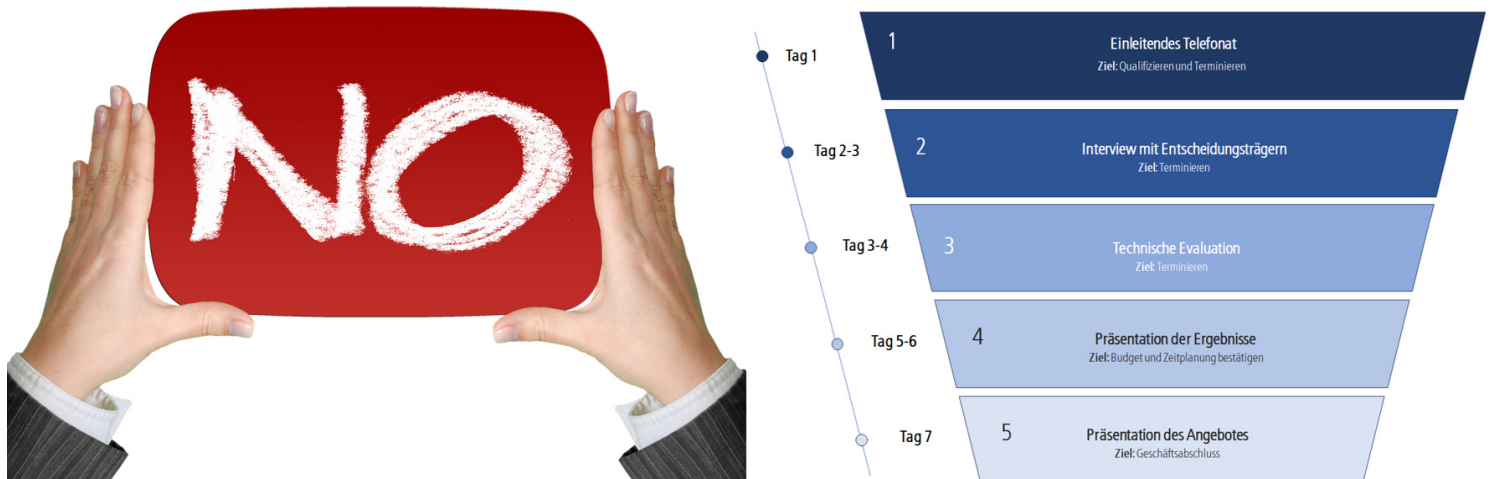 NO
Tag 1
1
Einleitendes Telefonat
Ziel: Qualifizieren und Terminieren
Tag 2-3
2
Interview mit Entscheidungsträgern
Ziel: Terminieren
Tag 3-4
3
Technische Evaluation
Ziel: Terminieren
Tag 5-6
4
Präsentation der Ergebnisse
Ziel: Budget und Zeitplanung bestätigen
Tag 7
5
Präsentation des Angebotes
Ziel: Geschäftsabschluss